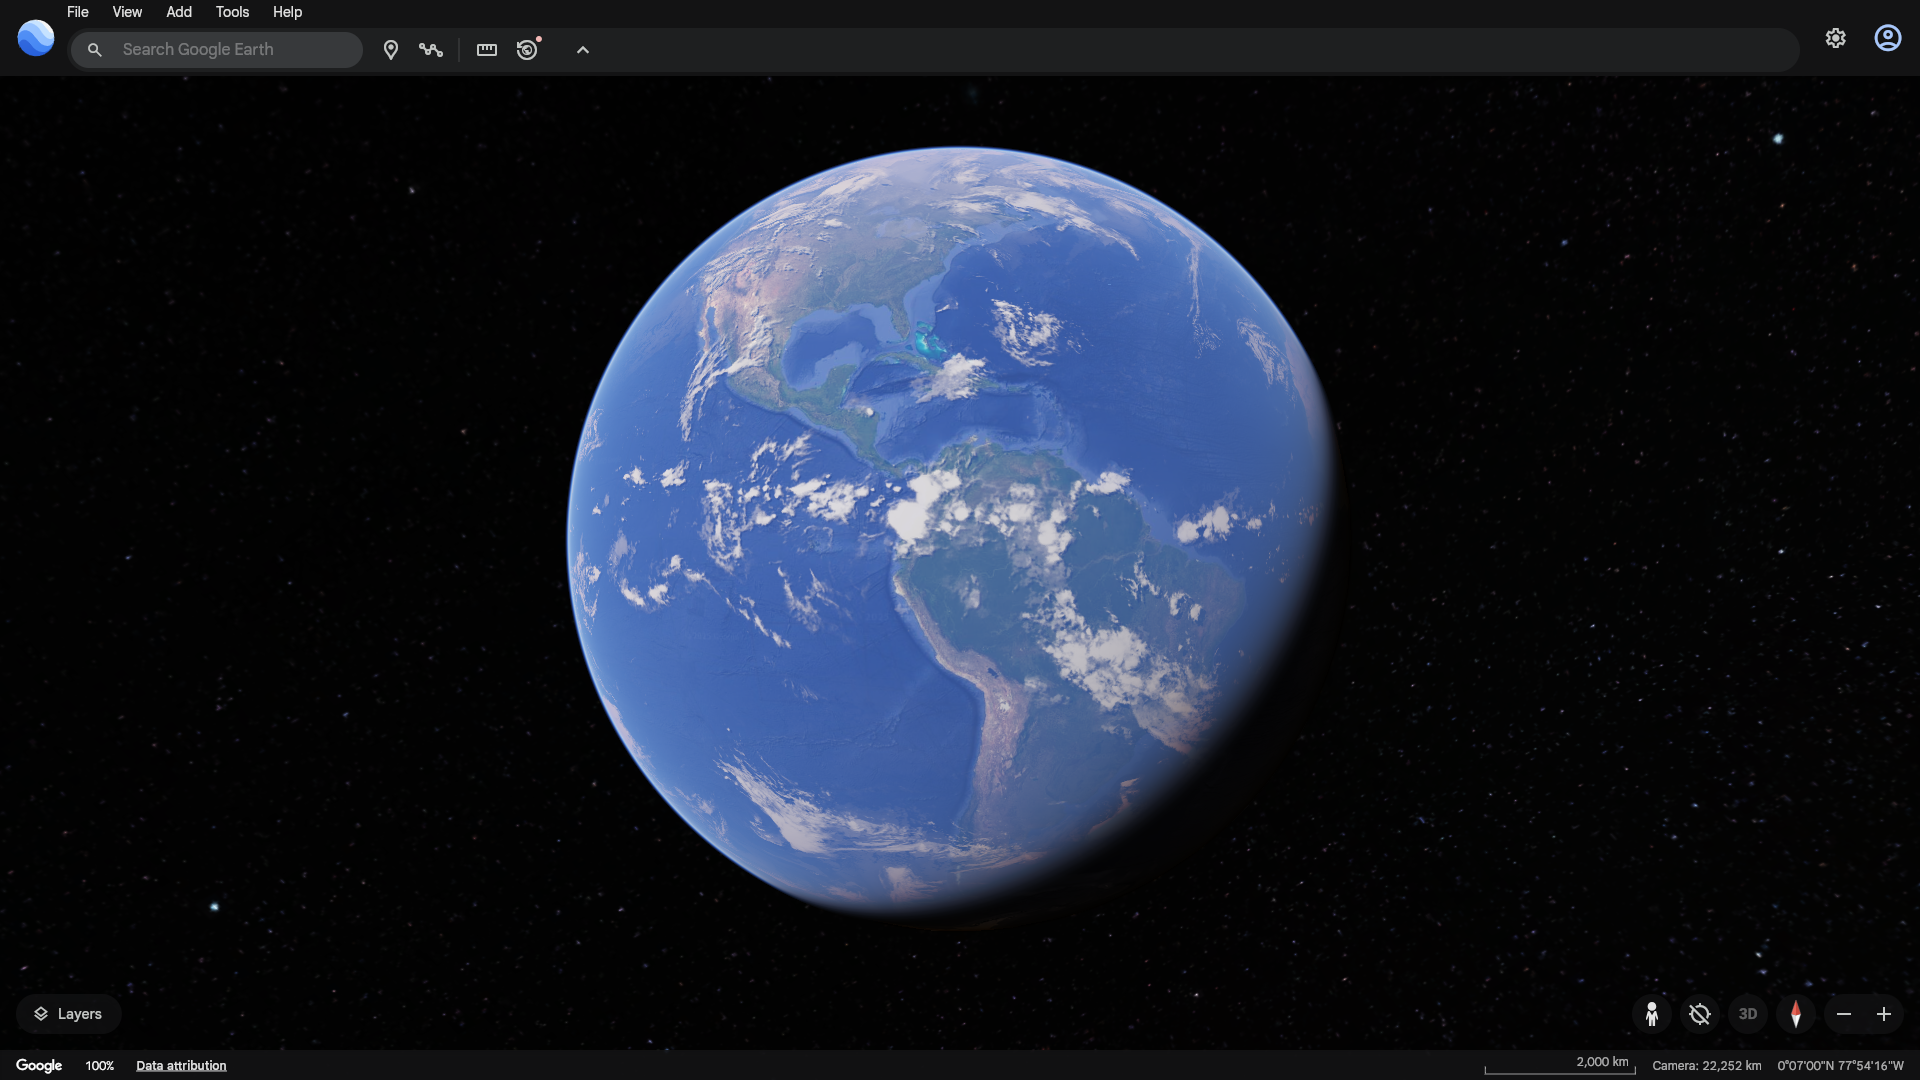 File View Add Tools Help
Search Google Earth
Layers
3D
Google 100% Data attribution 2,000 km Camera: 22,252 km 0°07'00"N 77°54'16"W